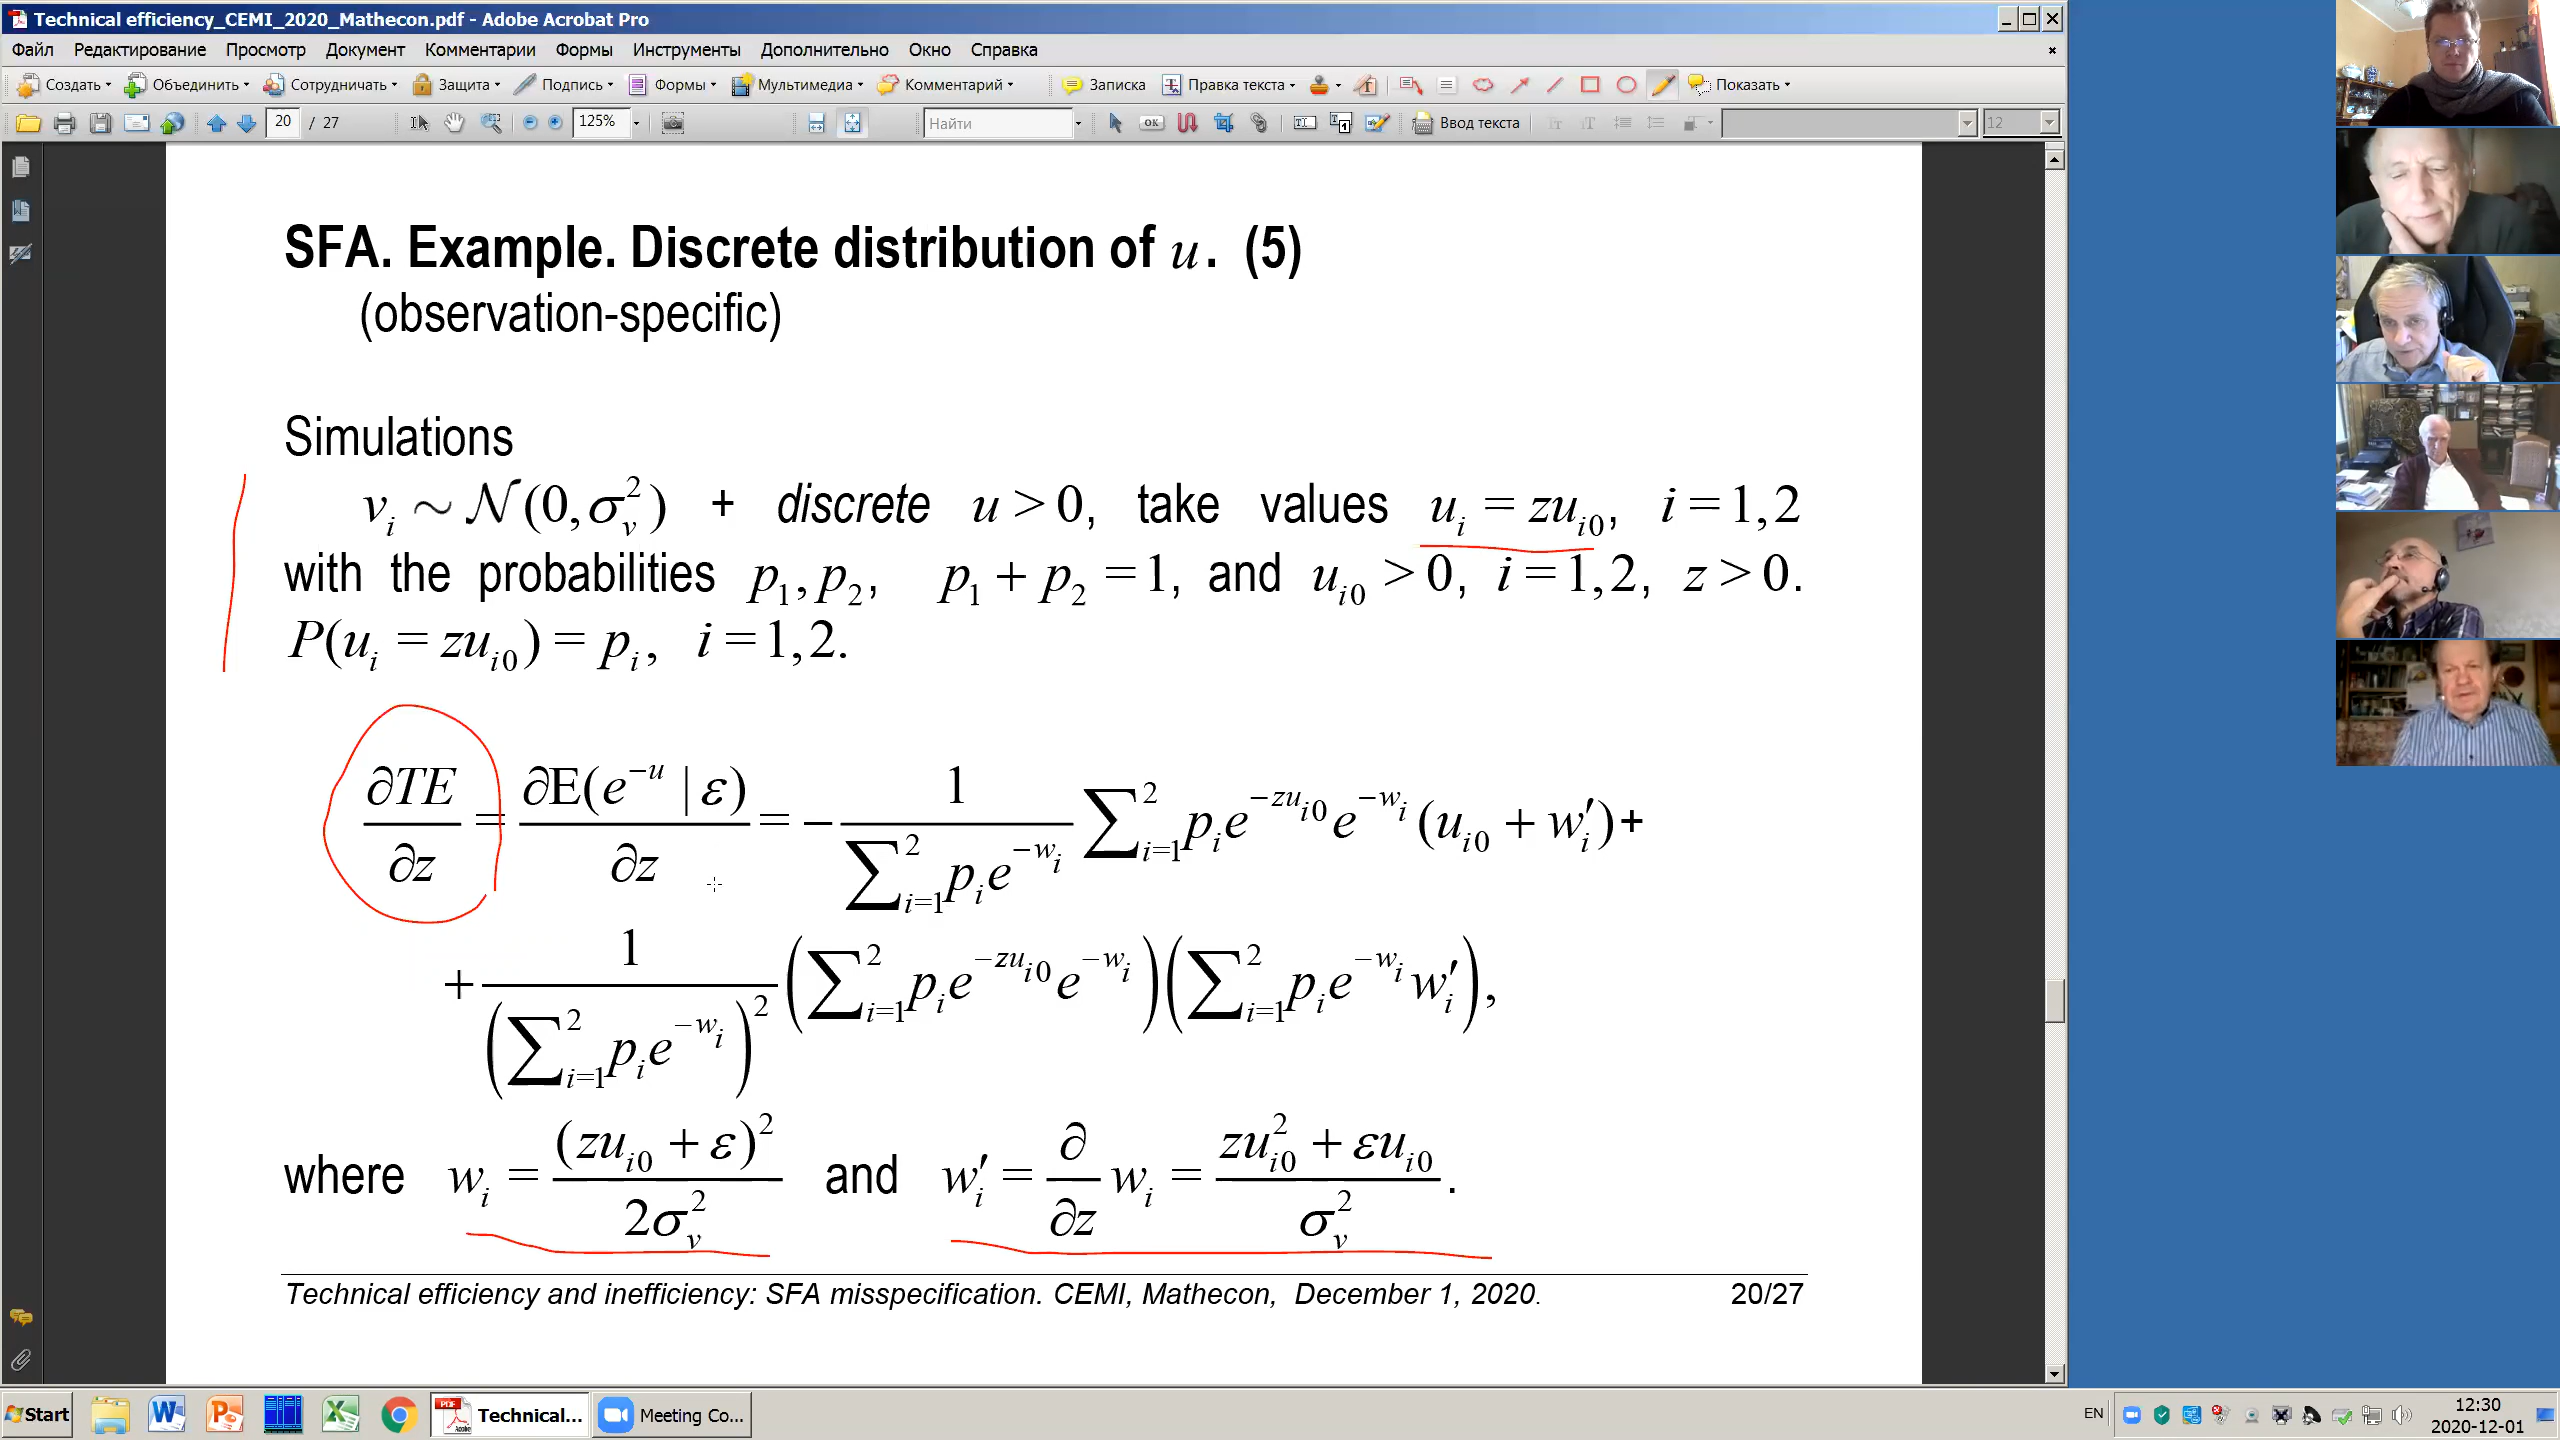 Technical efficiency_CEMI_2020_Mathecon.pdf - Adobe Acrobat Pro
Файл Редактирование Просмотр Документ Комментарии Формы Инструменты Дополнительно Окно Справка
Создать Объединить Сотрудничать Защита Подпись Формы Мультимедиа Комментарий Записка Правка текста Показать
20 / 27 125% Найти Ввод текста 12
SFA. Example. Discrete distribution of u. (5)
(observation-specific)
Simulations
v_i ~ N(0, σ_v^2) + discrete u > 0, take values u_i = zu_{i0}, i = 1,2
with the probabilities p_1, p_2, p_1 + p_2 = 1, and u_{i0} > 0, i = 1,2, z > 0.
P(u_i = zu_{i0}) = p_i, i = 1,2.
∂TE/∂z = ∂E(e^{-u} | ε)/∂z = - 1/(∑_{i=1}^2 p_i e^{-w_i}) ∑_{i=1}^2 p_i e^{-zu_{i0}} e^{-w_i} (u_{i0} + w_i′) +
+ 1/(∑_{i=1}^2 p_i e^{-w_i})^2 (∑_{i=1}^2 p_i e^{-zu_{i0}} e^{-w_i}) (∑_{i=1}^2 p_i e^{-w_i} w_i′),
where w_i = (zu_{i0} + ε)^2/(2σ_v^2) and w_i′ = ∂/∂z w_i = (zu_{i0}^2 + εu_{i0})/σ_v^2.
Technical efficiency and inefficiency: SFA misspecification. CEMI, Mathecon, December 1, 2020. 20/27
Start Technical... Meeting Co... EN 12:30
2020-12-01